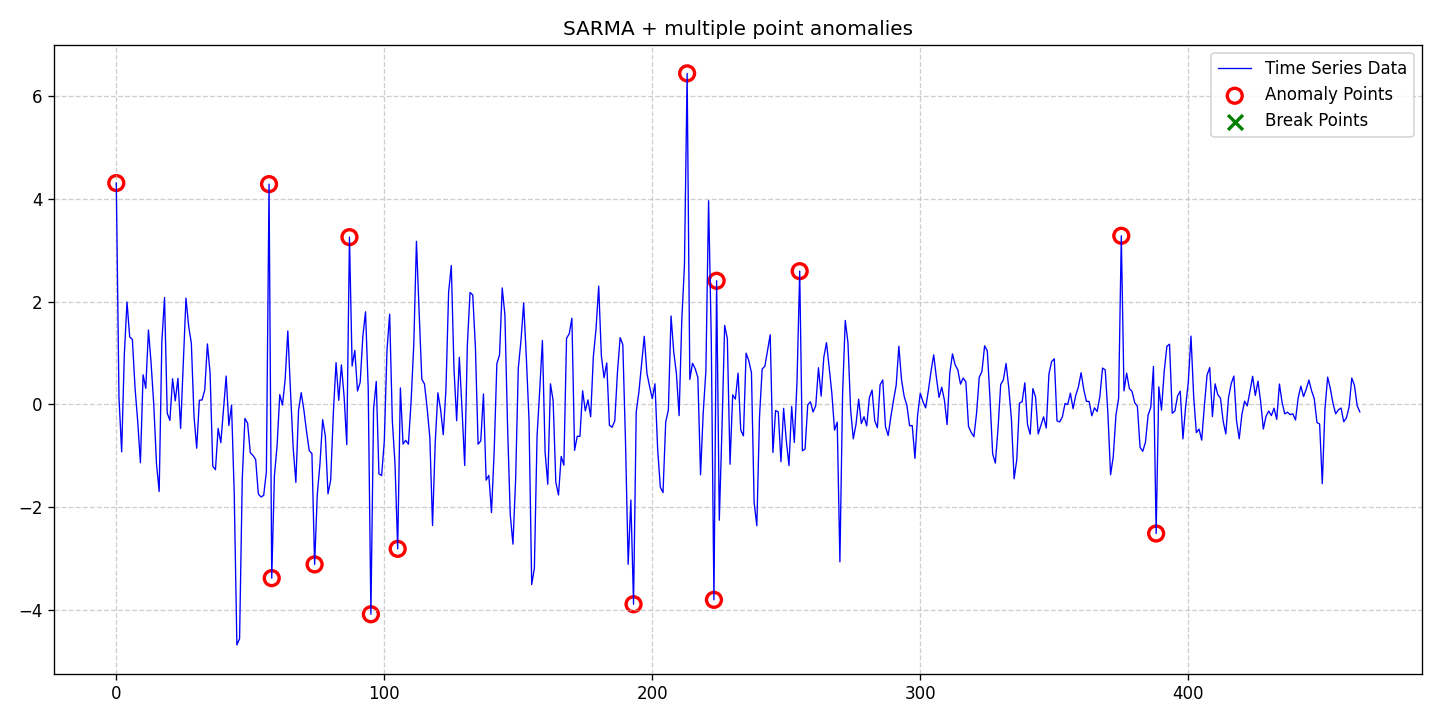 SARMA + multiple point anomalies
Time Series Data
Anomaly Points
Break Points
6
4
2
0
−2
−4
0 100 200 300 400